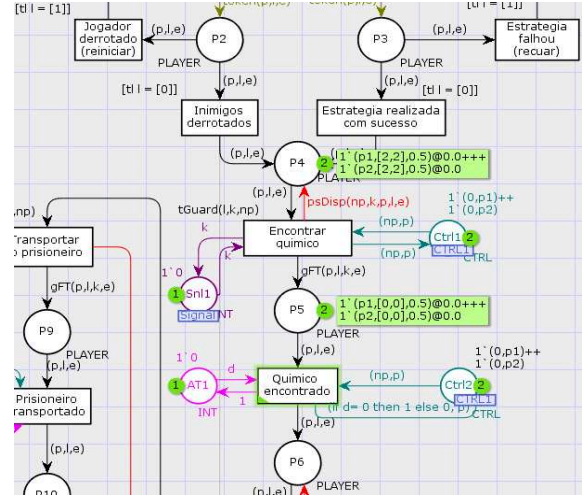 [tl l = [1]
token(p,l,e)
token(p,l,e)
[tl l = [1]
Jogador
derrotado
(reiniciar)
(p,l,e)
P2
PLAYER
P3
PLAYER
(p,l,e)
Estrategia
falhou
(recuar)
[tl l = [0]]
(p,l,e)
(p,l,e)
[tl l = [0]]
Inimigos
derrotados
Estrategia realizada
com sucesso
(p,l,e)
(p,l,e)
P4
2
1`(p1,[2,2],0.5)@0.0+++
1`(p2,[2,2],0.5)@0.0
PLAYER
(p,l,e)
psDisp(np,k,p,l,e)
tGuard(l,k,np)
,np)
Transportar
o prisioneiro
Encontrar
quimico
k
k
(np,p)
(np,p)
1`(0,p1)++
1`(0,p2)
Ctrl1
2
CTRL1
CTRL
1`0
1
Snl1
Signal
NT
gFT(p,l,k,e)
gFT(p,l,k,e)
P9
PLAYER
P5
2
1`(p1,[0,0],0.5)@0.0+++
1`(p2,[0,0],0.5)@0.0
PLAYER
(p,l,e)
(p,l,e)
1`0
1
AT1
INT
d
1
Quimico
encontrado
(np,p)
1`(0,p1)++
1`(0,p2)
Ctrl2
2
CTRL1
CTRL
(if d= 0 then 1 else 0, p)
Prisioneiro
transportado
(p,l,e)
(p,l,e)
P10
P6
PLAYER
(p,l,e)